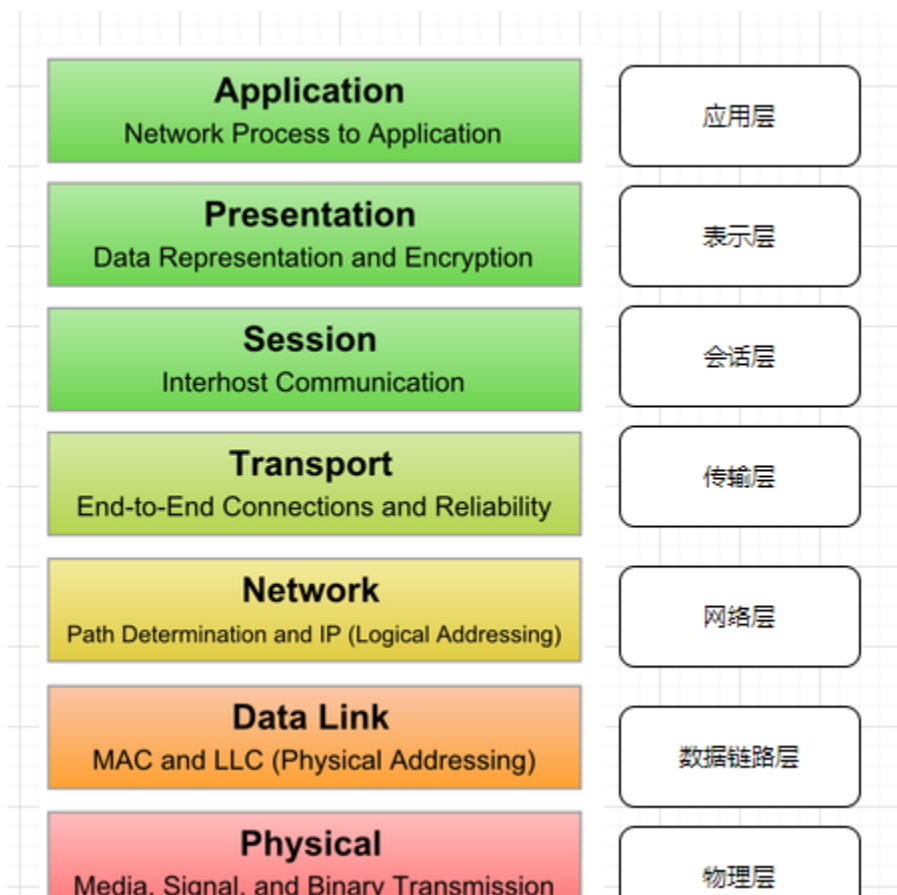 Application
Network Process to Application
应用层
Presentation
Data Representation and Encryption
表示层
Session
Interhost Communication
会话层
Transport
End-to-End Connections and Reliability
传输层
Network
Path Determination and IP (Logical Addressing)
网络层
Data Link
MAC and LLC (Physical Addressing)
数据链路层
Physical
Media, Signal, and Binary Transmission
物理层